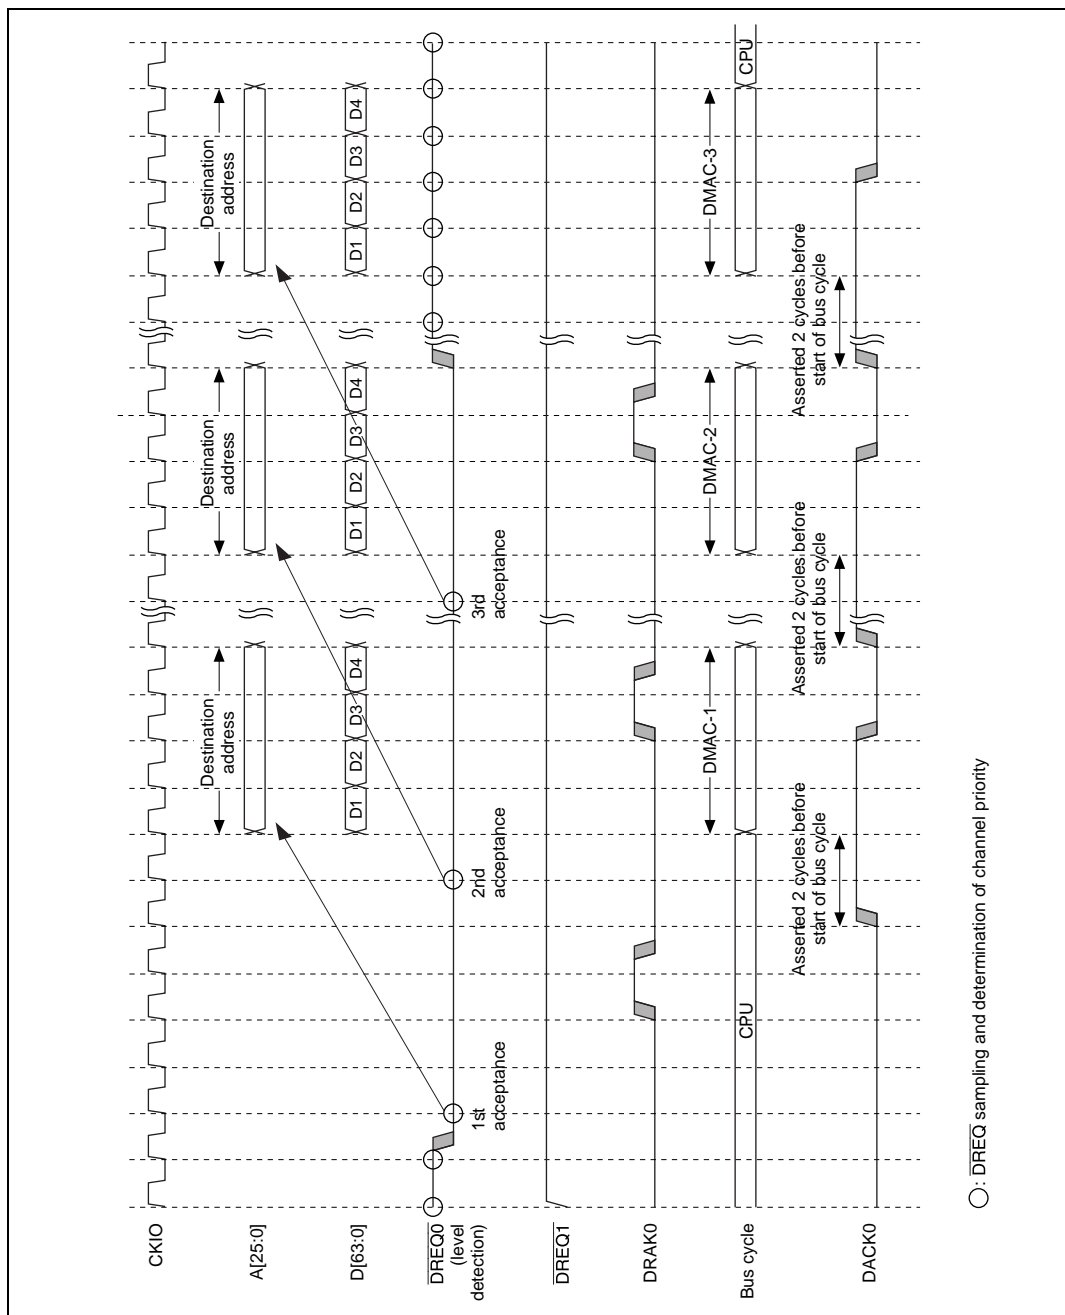 CKIO
A[25:0]
Destination
address
Destination
address
Destination
address
D[63:0]
D1 D2 D3 D4
D1 D2 D3 D4
D1 D2 D3 D4
DREQ0
(level
detection)
1st
acceptance
2nd
acceptance
3rd
acceptance
DREQ1
DRAK0
Bus cycle
CPU
DMAC-1
DMAC-2
DMAC-3
CPU
DACK0
Asserted 2 cycles before
start of bus cycle
Asserted 2 cycles before
start of bus cycle
Asserted 2 cycles before
start of bus cycle
: DREQ sampling and determination of channel priority